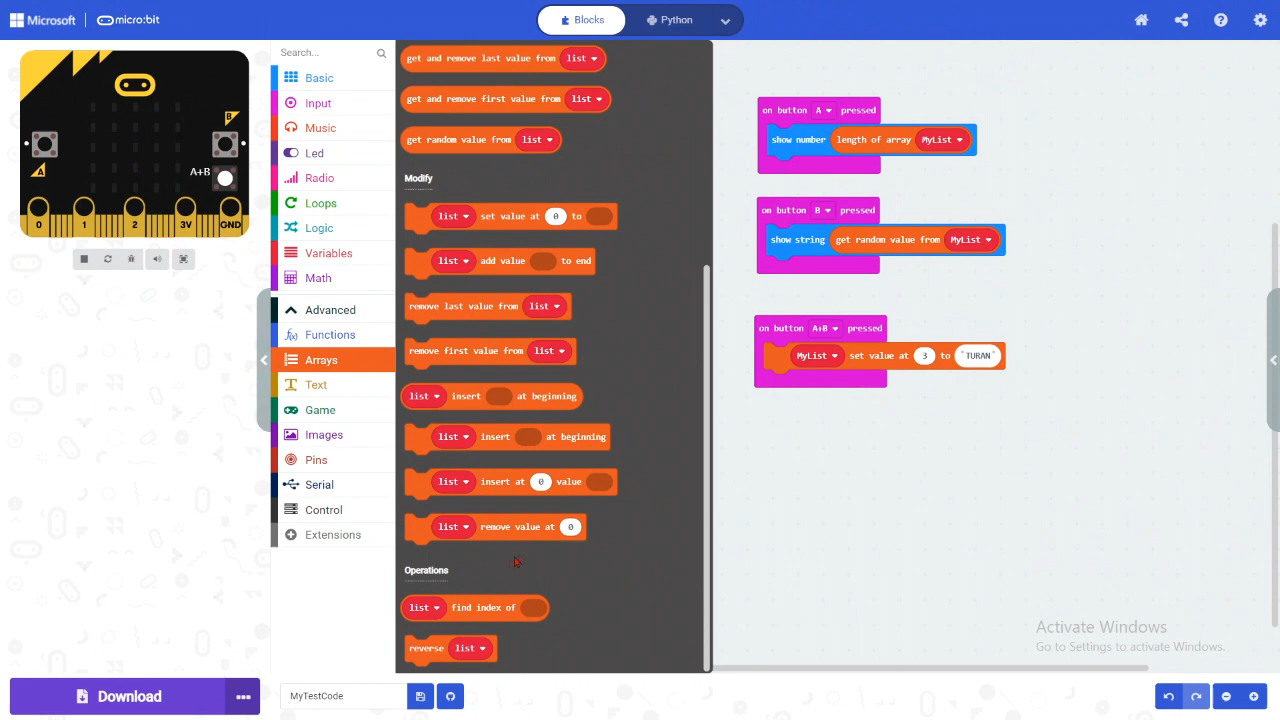 Microsoft micro:bit Blocks Python
Search...
Basic
Input
Music
Led
Radio
Loops
Logic
Variables
Math
Advanced
Functions
Arrays
Text
Game
Images
Pins
Serial
Control
Extensions
B
A+B
A
0 1 2 3V GND
get and remove last value from list
get and remove first value from list
get random value from list
Modify
list set value at 0 to
list add value to end
remove last value from list
remove first value from list
list insert at beginning
list insert at beginning
list insert at 0 value
list remove value at 0
Operations
list find index of
reverse list
on button A pressed
show number length of array MyList
on button B pressed
show string get random value from MyList
on button A+B pressed
MyList set value at 3 to "TURAN"
Activate Windows
Go to Settings to activate Windows.
Download ••• MyTestCode